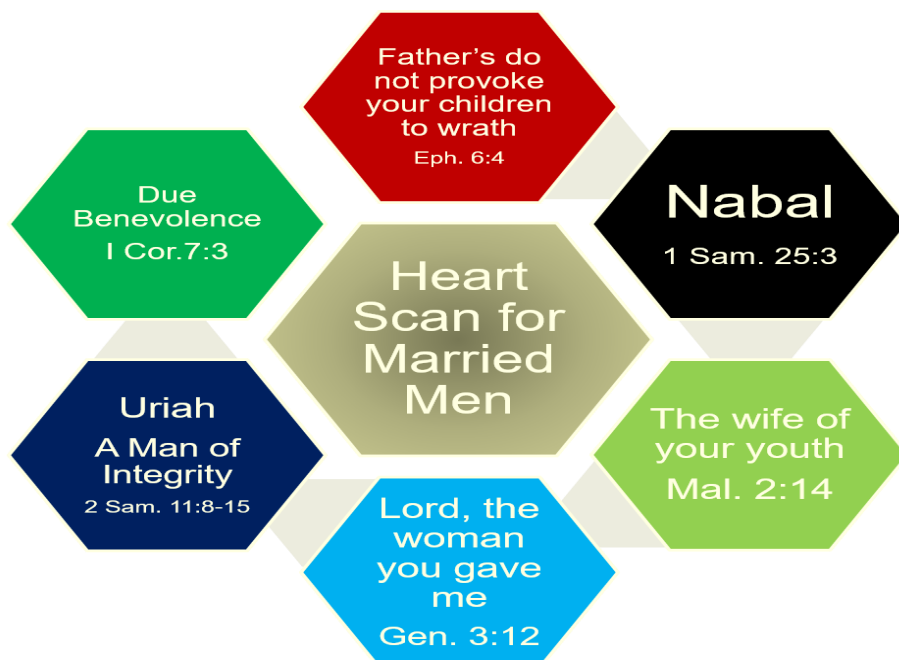 Father’s do
not provoke
your children
to wrath
Eph. 6:4
Nabal
1 Sam. 25:3
The wife of
your youth
Mal. 2:14
Lord, the
woman
you gave
me
Gen. 3:12
Uriah
A Man of
Integrity
2 Sam. 11:8-15
Due
Benevolence
I Cor.7:3
Heart
Scan for
Married
Men